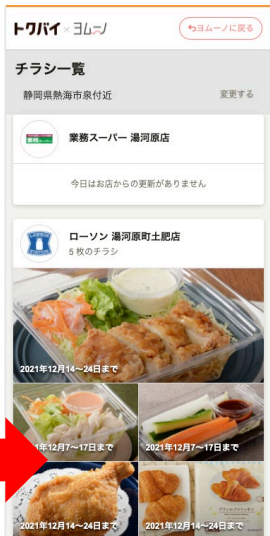 トクバイ × ヨムーノ
ヨムーノに戻る
チラシ一覧
静岡県熱海市泉付近
変更する
業務スーパー 湯河原店
今日はお店からの更新がありません
LAWSON
ローソン 湯河原町土肥店
5 枚のチラシ
2021年12月14〜24日まで
年12月7〜17日まで
2021年12月7〜17日まで
2021年12月14〜24日まで
2021年12月14〜24日まで